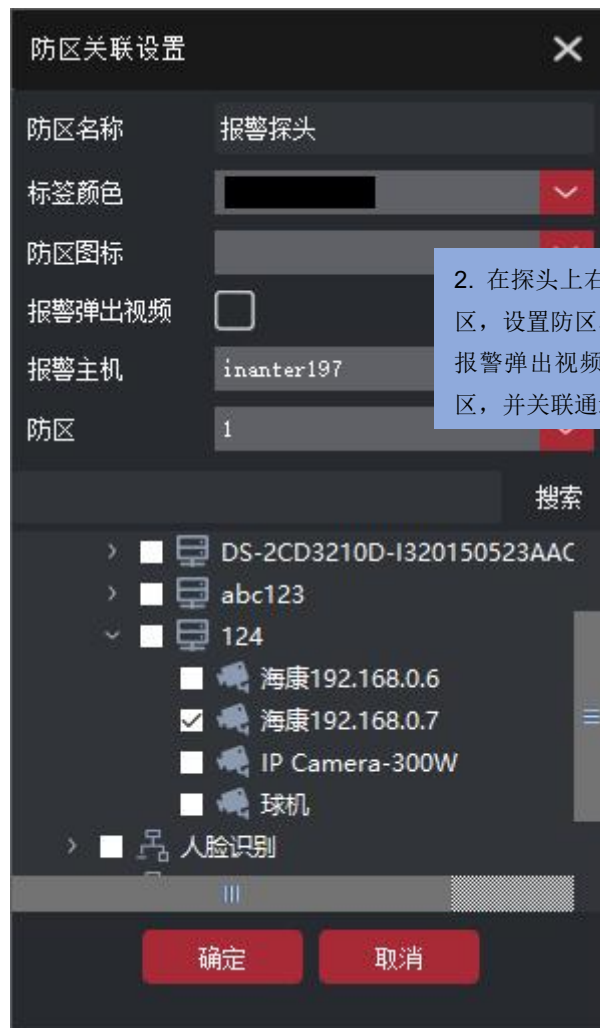 防区关联设置
防区名称 报警探头
标签颜色
防区图标
报警弹出视频
报警主机 inanter197
防区 1
2. 在探头上右
区，设置防区
报警弹出视频
区，并关联通
搜索
DS-2CD3210D-I320150523AAC
abc123
124
海康192.168.0.6
海康192.168.0.7
IP Camera-300W
球机
人脸识别
确定 取消